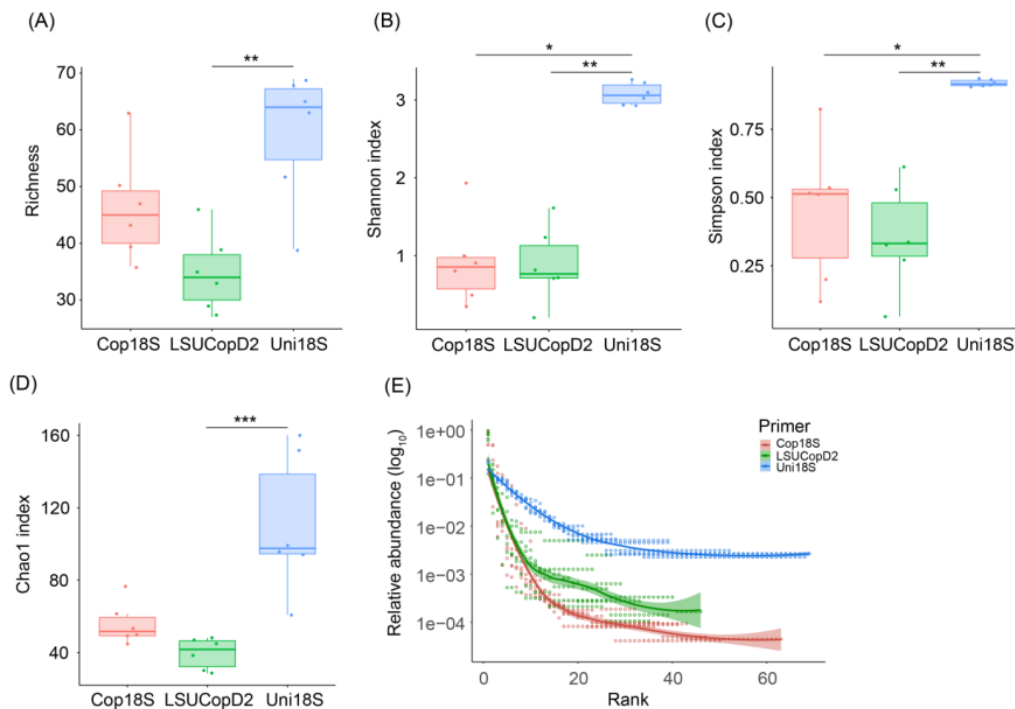 (A)
**
Richness
70
60
50
40
30
Cop18S LSUCopD2 Uni18S
(B)
*
**
Shannon index
3
2
1
0
Cop18S LSUCopD2 Uni18S
(C)
*
**
Simpson index
0.75
0.50
0.25
Cop18S LSUCopD2 Uni18S
(D)
***
Chao1 index
160
120
80
40
Cop18S LSUCopD2 Uni18S
(E)
Relative abundance (log10)
1e+00
1e−01
1e−02
1e−03
1e−04
0 20 40 60
Rank
Primer
Cop18S
LSUCopD2
Uni18S